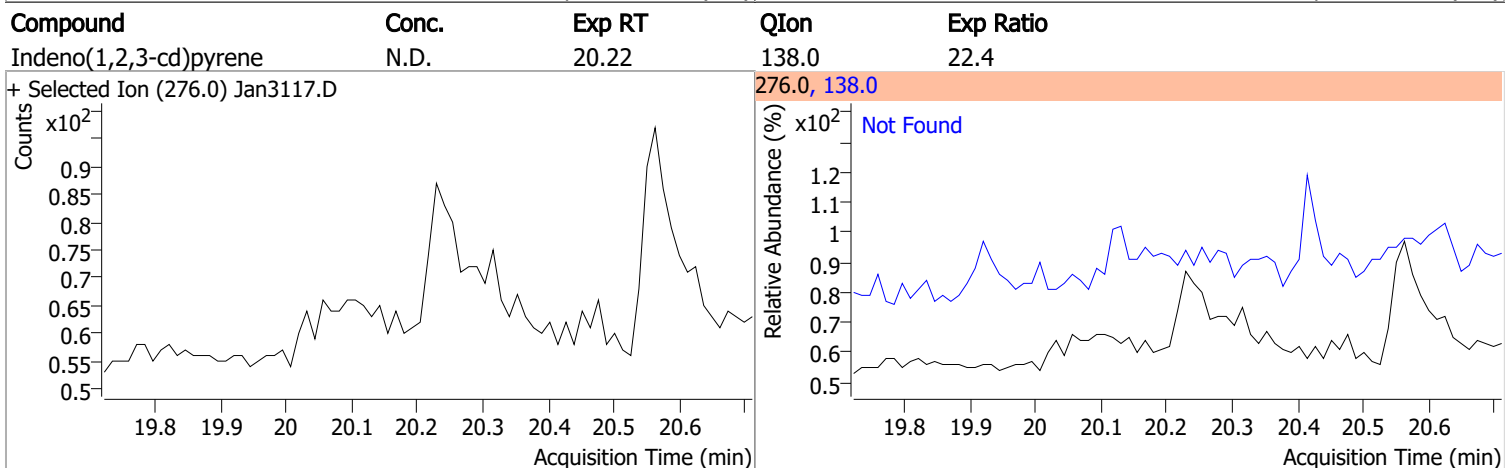 Compound Conc. Exp RT QIon Exp Ratio
Indeno(1,2,3-cd)pyrene N.D. 20.22 138.0 22.4
+ Selected Ion (276.0) Jan3117.D
Counts
x10²
0.9
0.85
0.8
0.75
0.7
0.65
0.6
0.55
0.5
19.8 19.9 20 20.1 20.2 20.3 20.4 20.5 20.6
Acquisition Time (min)
276.0, 138.0
Relative Abundance (%)
x10²
Not Found
1.2
1.1
1
0.9
0.8
0.7
0.6
0.5
19.8 19.9 20 20.1 20.2 20.3 20.4 20.5 20.6
Acquisition Time (min)